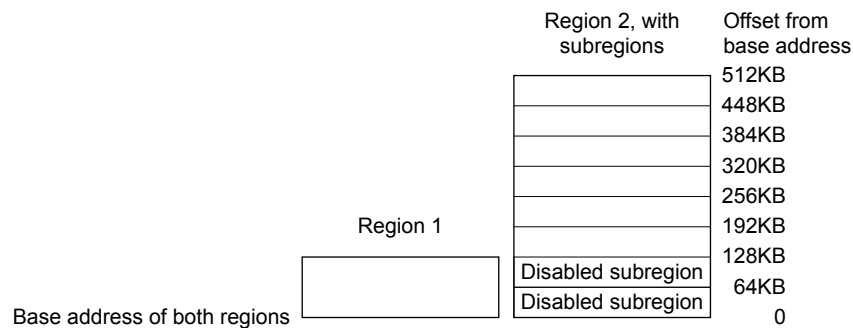 Region 2, with
subregions
Offset from
base address
512KB
448KB
384KB
320KB
256KB
192KB
Region 1
128KB
Disabled subregion
64KB
Disabled subregion
Base address of both regions
0